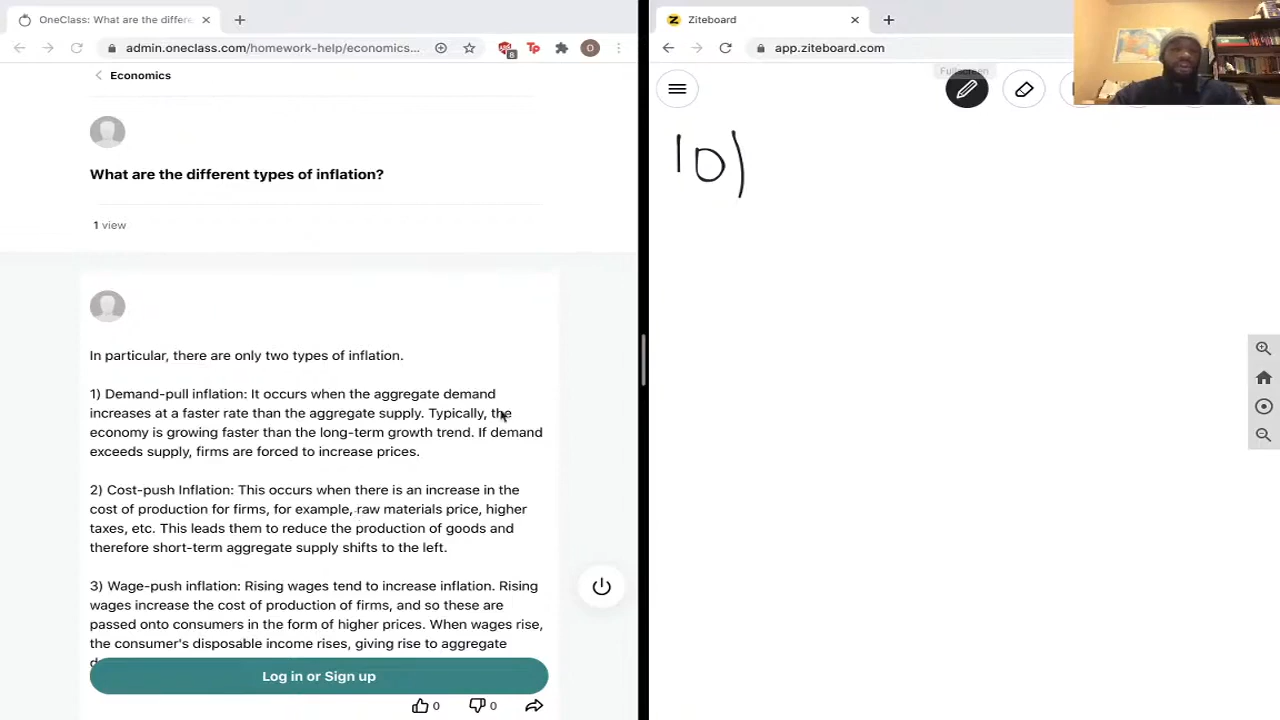 OneClass: What are the differe
admin.oneclass.com/homework-help/economics...
8
Tp
O
Economics
What are the different types of inflation?
1 view
In particular, there are only two types of inflation.
1) Demand-pull inflation: It occurs when the aggregate demand
increases at a faster rate than the aggregate supply. Typically, the
economy is growing faster than the long-term growth trend. If demand
exceeds supply, firms are forced to increase prices.
2) Cost-push Inflation: This occurs when there is an increase in the
cost of production for firms, for example, raw materials price, higher
taxes, etc. This leads them to reduce the production of goods and
therefore short-term aggregate supply shifts to the left.
3) Wage-push inflation: Rising wages tend to increase inflation. Rising
wages increase the cost of production of firms, and so these are
passed onto consumers in the form of higher prices. When wages rise,
the consumer's disposable income rises, giving rise to aggregate
Log in or Sign up
0
0
Ziteboard
app.ziteboard.com
Fullscreen
10)